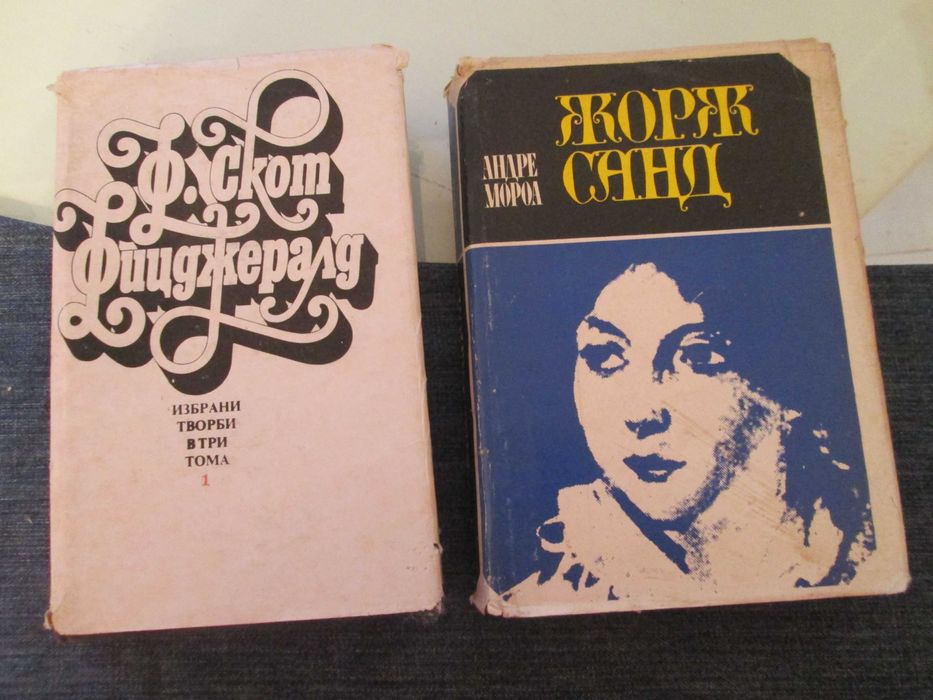 Ф. Скот
Фицджералд
ИЗБРАНИ
ТВОРБИ
В ТРИ
ТОМА
1
ЖОРЖ
САНД
АНДРЕ
МОРОА